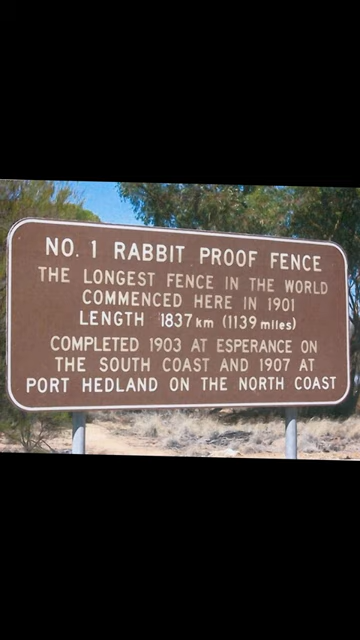 NO. 1 RABBIT PROOF FENCE
THE LONGEST FENCE IN THE WORLD
COMMENCED HERE IN 1901
LENGTH 1837 km (1139 miles)
COMPLETED 1903 AT ESPERANCE ON
THE SOUTH COAST AND 1907 AT
PORT HEDLAND ON THE NORTH COAST